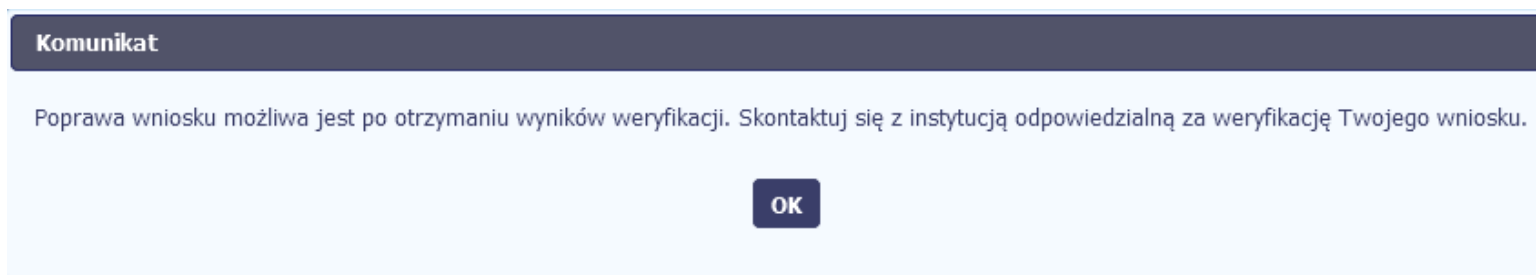 Komunikat
Poprawa wniosku możliwa jest po otrzymaniu wyników weryfikacji. Skontaktuj się z instytucją odpowiedzialną za weryfikację Twojego wniosku.
OK